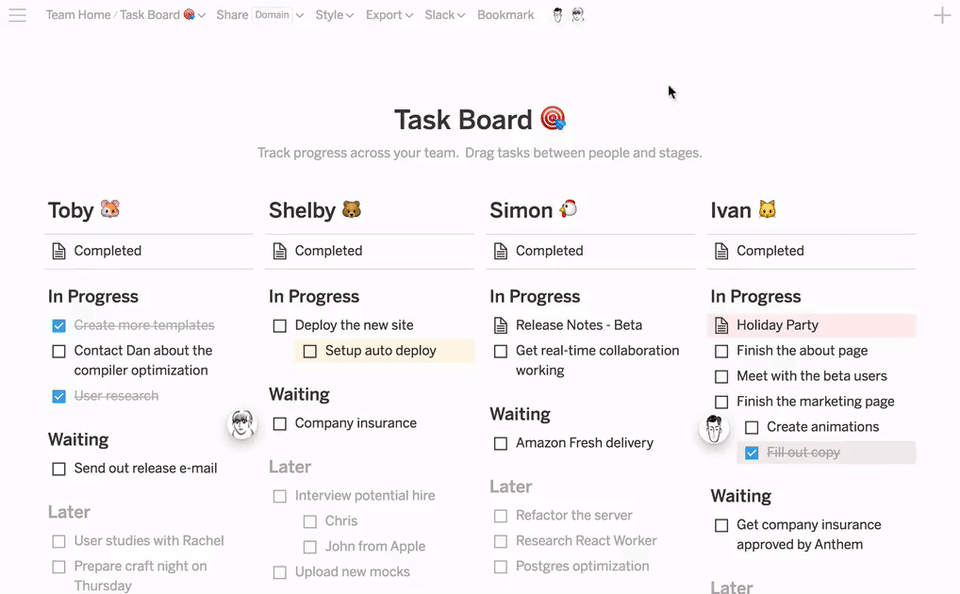 Team Home / Task Board 🎯 Share Domain Style Export Slack Bookmark
Task Board 🎯
Track progress across your team. Drag tasks between people and stages.
Toby 🐹
Completed
In Progress
Create more templates
Contact Dan about the
compiler optimization
User research
Waiting
Send out release e-mail
Later
User studies with Rachel
Prepare craft night on
Thursday
Shelby 🐻
Completed
In Progress
Deploy the new site
Setup auto deploy
Waiting
Company insurance
Later
Interview potential hire
Chris
John from Apple
Upload new mocks
Simon 🐔
Completed
In Progress
Release Notes - Beta
Get real-time collaboration
working
Waiting
Amazon Fresh delivery
Later
Refactor the server
Research React Worker
Postgres optimization
Ivan 🐱
Completed
In Progress
Holiday Party
Finish the about page
Meet with the beta users
Finish the marketing page
Create animations
Fill out copy
Waiting
Get company insurance
approved by Anthem
Later